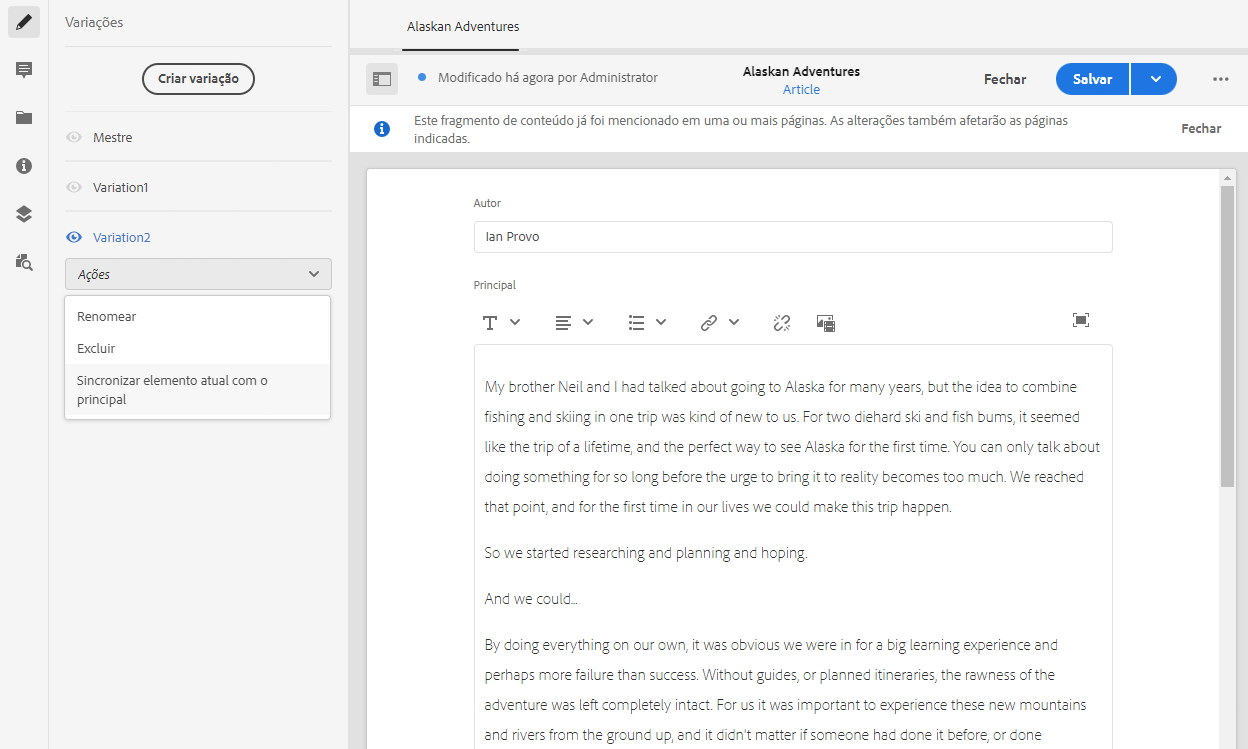 Variações
Criar variação
Mestre
Variation1
Variation2
Ações
Renomear
Excluir
Sincronizar elemento atual com o
principal
Alaskan Adventures
Modificado há agora por Administrator
Alaskan Adventures
Article
Fechar
Salvar
Este fragmento de conteúdo já foi mencionado em uma ou mais páginas. As alterações também afetarão as páginas
indicadas.
Fechar
Autor
Ian Provo
Principal
My brother Neil and I had talked about going to Alaska for many years, but the idea to combine
fishing and skiing in one trip was kind of new to us. For two diehard ski and fish bums, it seemed
like the trip of a lifetime, and the perfect way to see Alaska for the first time. You can only talk about
doing something for so long before the urge to bring it to reality becomes too much. We reached
that point, and for the first time in our lives we could make this trip happen.
So we started researching and planning and hoping.
And we could...
By doing everything on our own, it was obvious we were in for a big learning experience and
perhaps more failure than success. Without guides, or planned itineraries, the rawness of the
adventure was left completely intact. For us it was important to experience these new mountains
and rivers from the ground up, and it didn't matter if someone had done it before, or done